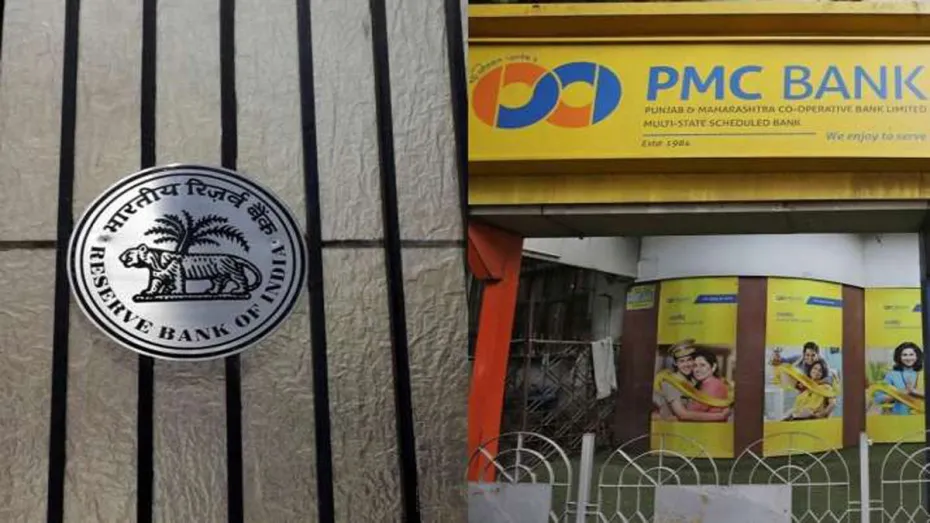 भारतीय रिज़र्व बैंक
RESERVE BANK OF INDIA
PMC BANK
PUNJAB & MAHARASHTRA CO-OPERATIVE BANK LIMITED
MULTI-STATE SCHEDULED BANK
We enjoy to serve
Estd 1984